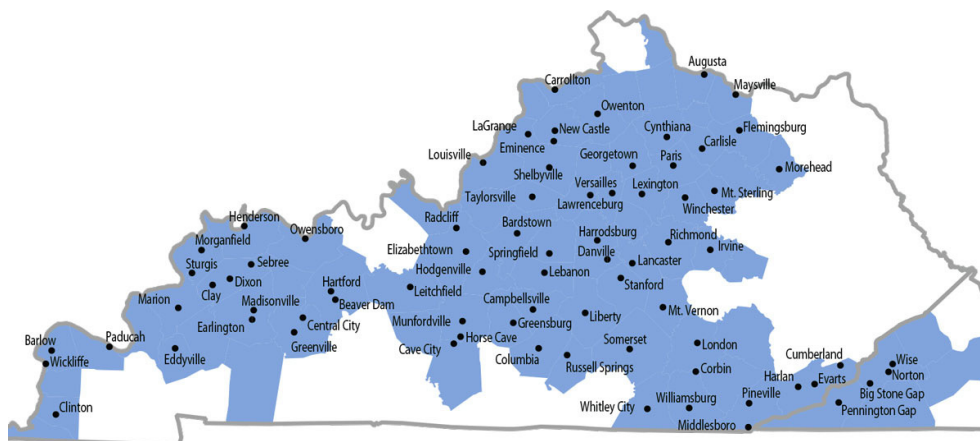 Augusta
Carrollton
Maysville
Owenton
LaGrange
New Castle
Cynthiana
Flemingsburg
Eminence
Carlisle
Louisville
Georgetown
Paris
Morehead
Shelbyville
Versailles
Lexington
Mt. Sterling
Taylorsville
Lawrenceburg
Winchester
Henderson
Radcliff
Bardstown
Owensboro
Harrodsburg
Richmond
Morganfield
Elizabethtown
Springfield
Danville
Irvine
Sturgis
Sebree
Hodgenville
Lebanon
Lancaster
Dixon
Hartford
Leitchfield
Stanford
Clay
Marion
Madisonville
Beaver Dam
Campbellsville
Mt. Vernon
Earlington
Central City
Munfordville
Greensburg
Liberty
Barlow
Paducah
Greenville
Horse Cave
Somerset
London
Wickliffe
Eddyville
Cave City
Columbia
Russell Springs
Cumberland
Wise
Corbin
Harlan
Evarts
Norton
Big Stone Gap
Clinton
Whitley City
Williamsburg
Pineville
Pennington Gap
Middlesboro